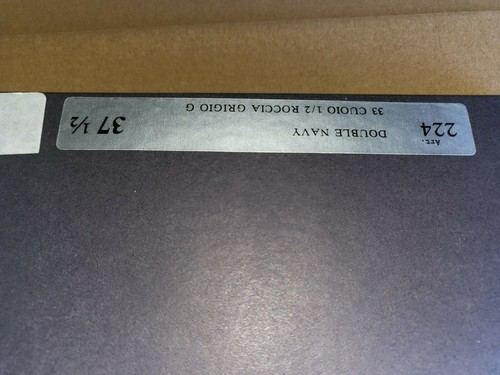 Art.
224 DOUBLE NAVY 37 ½
33 CUOIO 1/2 ROCCIA GRIGIO G